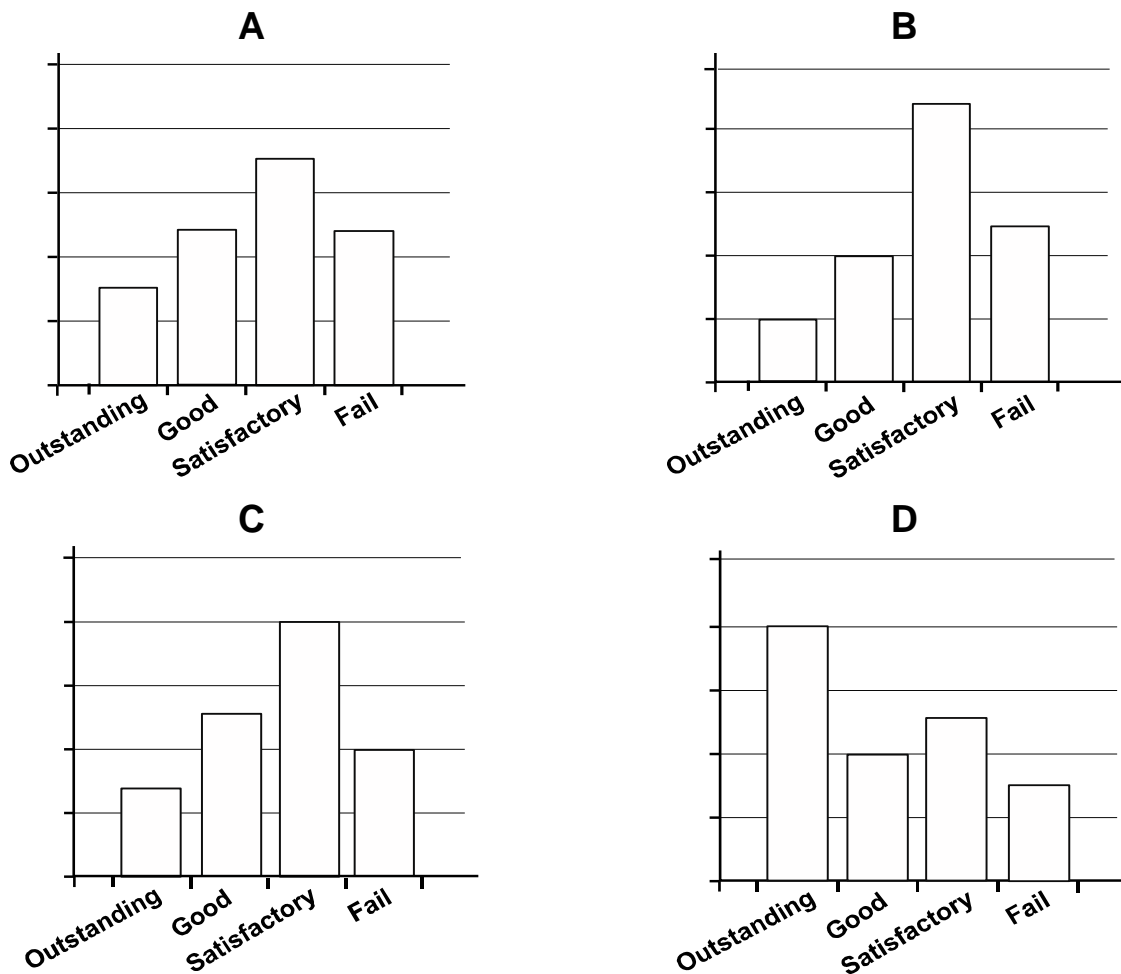 A
B
Outstanding
Good
Satisfactory
Fail
Outstanding
Good
Satisfactory
Fail
C
D
Outstanding
Good
Satisfactory
Fail
Outstanding
Good
Satisfactory
Fail